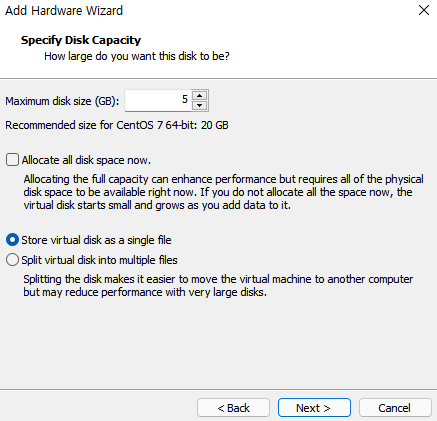 Add Hardware Wizard
Specify Disk Capacity
How large do you want this disk to be?
Maximum disk size (GB): 5
Recommended size for CentOS 7 64-bit: 20 GB
Allocate all disk space now.
Allocating the full capacity can enhance performance but requires all of the physical
disk space to be available right now. If you do not allocate all the space now, the
virtual disk starts small and grows as you add data to it.
Store virtual disk as a single file
Split virtual disk into multiple files
Splitting the disk makes it easier to move the virtual machine to another computer
but may reduce performance with very large disks.
< Back Next > Cancel